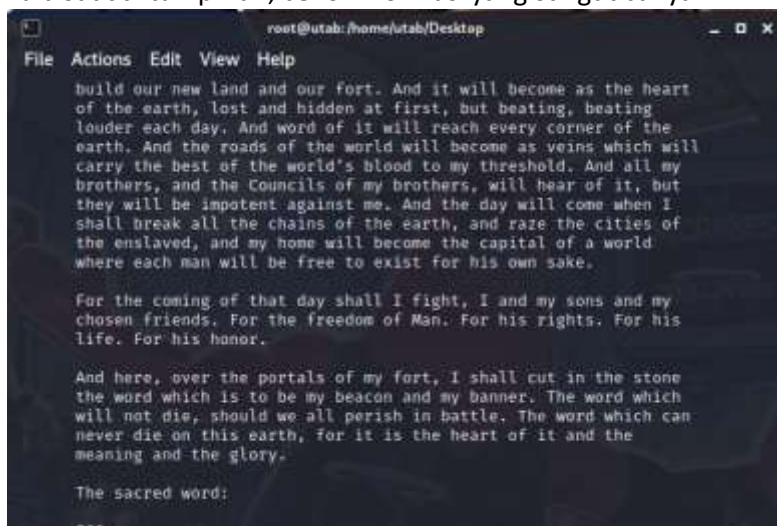 root@utab: /home/utab/Desktop
File Actions Edit View Help
build our new land and our fort. And it will become as the heart
of the earth, lost and hidden at first, but beating, beating
louder each day. And word of it will reach every corner of the
earth. And the roads of the world will become as veins which will
carry the best of the world's blood to my threshold. And all my
brothers, and the Councils of my brothers, will hear of it, but
they will be impotent against me. And the day will come when I
shall break all the chains of the earth, and raze the cities of
the enslaved, and my home will become the capital of a world
where each man will be free to exist for his own sake.
For the coming of that day shall I fight, I and my sons and my
chosen friends. For the freedom of Man. For his rights. For his
life. For his honor.
And here, over the portals of my fort, I shall cut in the stone
the word which is to be my beacon and my banner. The word which
will not die, should we all perish in battle. The word which can
never die on this earth, for it is the heart of it and the
meaning and the glory.
The sacred word: